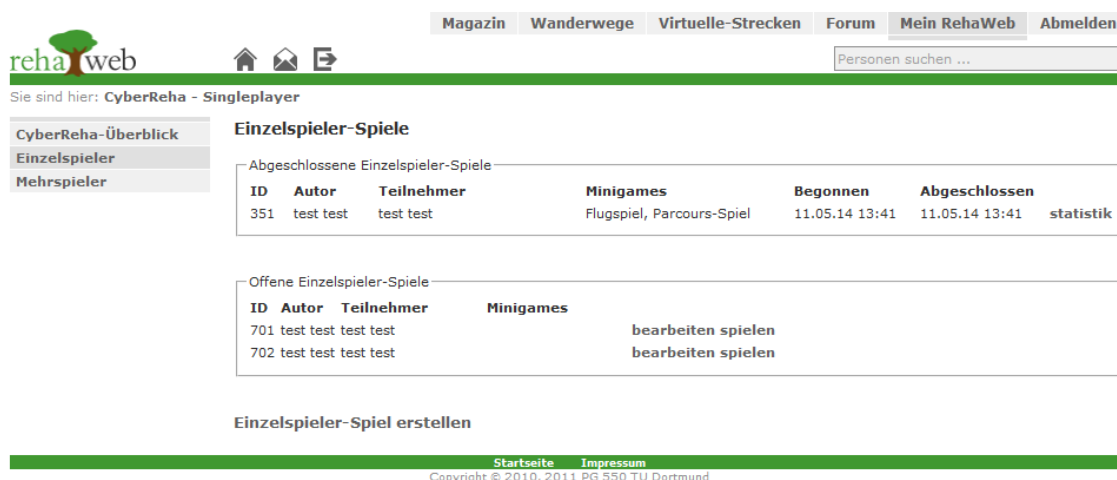 Magazin Wanderwege Virtuelle-Strecken Forum Mein RehaWeb Abmelden
reha web
Personen suchen ...
Sie sind hier: CyberReha - Singleplayer
CyberReha-Überblick
Einzelspieler
Mehrspieler
Einzelspieler-Spiele
Abgeschlossene Einzelspieler-Spiele
ID Autor Teilnehmer Minigames Begonnen Abgeschlossen
351 test test test test Flugspiel, Parcours-Spiel 11.05.14 13:41 11.05.14 13:41 statistik
Offene Einzelspieler-Spiele
ID Autor Teilnehmer Minigames
701 test test test test bearbeiten spielen
702 test test test test bearbeiten spielen
Einzelspieler-Spiel erstellen
Startseite Impressum
Copyright © 2010, 2011 PG 550 TU Dortmund